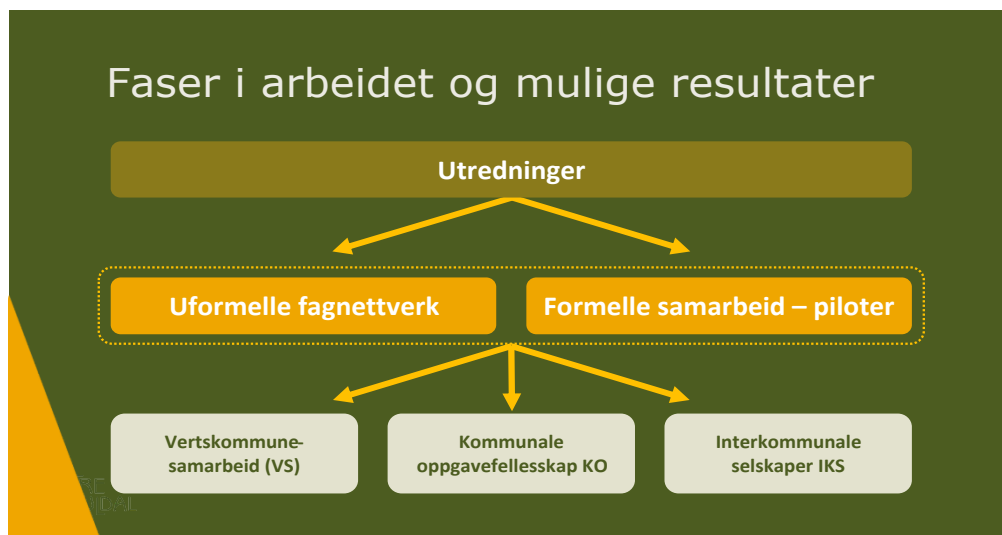 Faser i arbeidet og mulige resultater
Utredninger
Uformelle fagnettverk
Formelle samarbeid – piloter
Vertskommune-
samarbeid (VS)
Kommunale
oppgavefellesskap KO
Interkommunale
selskaper IKS